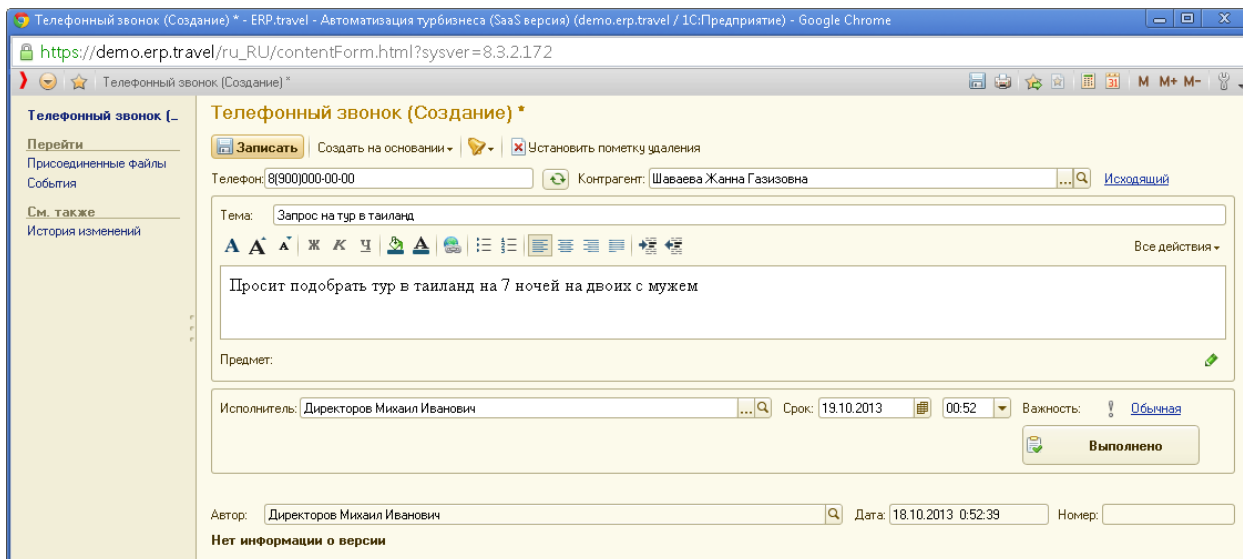 Телефонный звонок (Создание) * - ERP.travel - Автоматизация турбизнеса (SaaS версия) (demo.erp.travel / 1С:Предприятие) - Google Chrome
https://demo.erp.travel/ru_RU/contentForm.html?sysver=8.3.2.172
Телефонный звонок (Создание) * M M+ M-
Телефонный звонок (...
Перейти
Присоединенные файлы
События
См. также
История изменений
Телефонный звонок (Создание) *
Записать Создать на основании Установить пометку удаления
Телефон: 8(900)000-00-00 Контрагент: Шаваева Жанна Газизовна ... Исходящий
Тема: Запрос на тур в таиланд
А А А Ж К Ч А Все действия
Просит подобрать тур в таиланд на 7 ночей на двоих с мужем
Предмет:
Исполнитель: Директоров Михаил Иванович ... Срок: 19.10.2013 00:52 Важность: Обычная
Выполнено
Автор: Директоров Михаил Иванович Дата: 18.10.2013 0:52:39 Номер:
Нет информации о версии